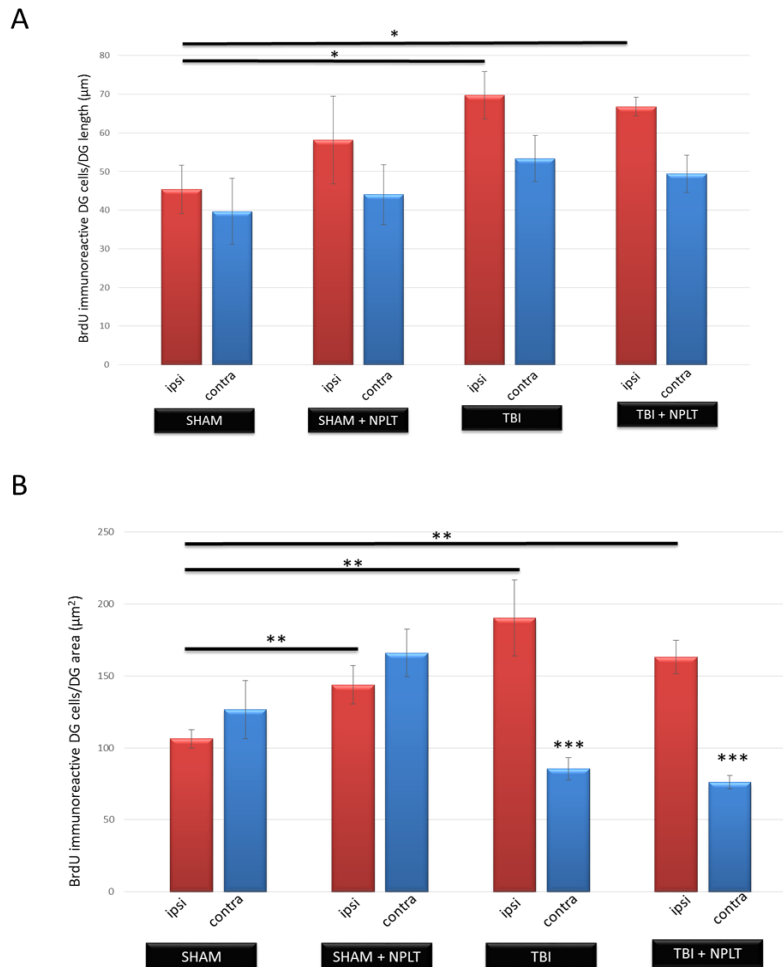 A
*
*
BrdU immunoreactive DG cells/DG length (µm)
80
70
60
50
40
30
20
10
0
ipsi contra ipsi contra ipsi contra ipsi contra
SHAM SHAM + NPLT TBI TBI + NPLT
B
BrdU immunoreactive DG cells/DG area (µm²)
250
200
150
100
50
0
**
**
**
***
***
ipsi contra ipsi contra ipsi contra ipsi contra
SHAM SHAM + NPLT TBI TBI + NPLT